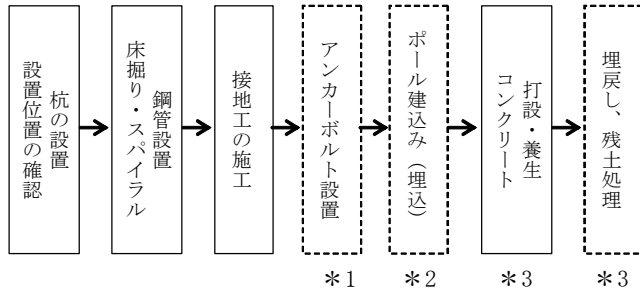 設置位置の確認
杭の設置
床掘り・スパイラル
鋼管設置
接地工の施工
アンカーボルト設置
ポール建込み（埋込）
コンクリート
打設・養生
埋戻し、残土処理
＊1
＊2
＊3
＊3